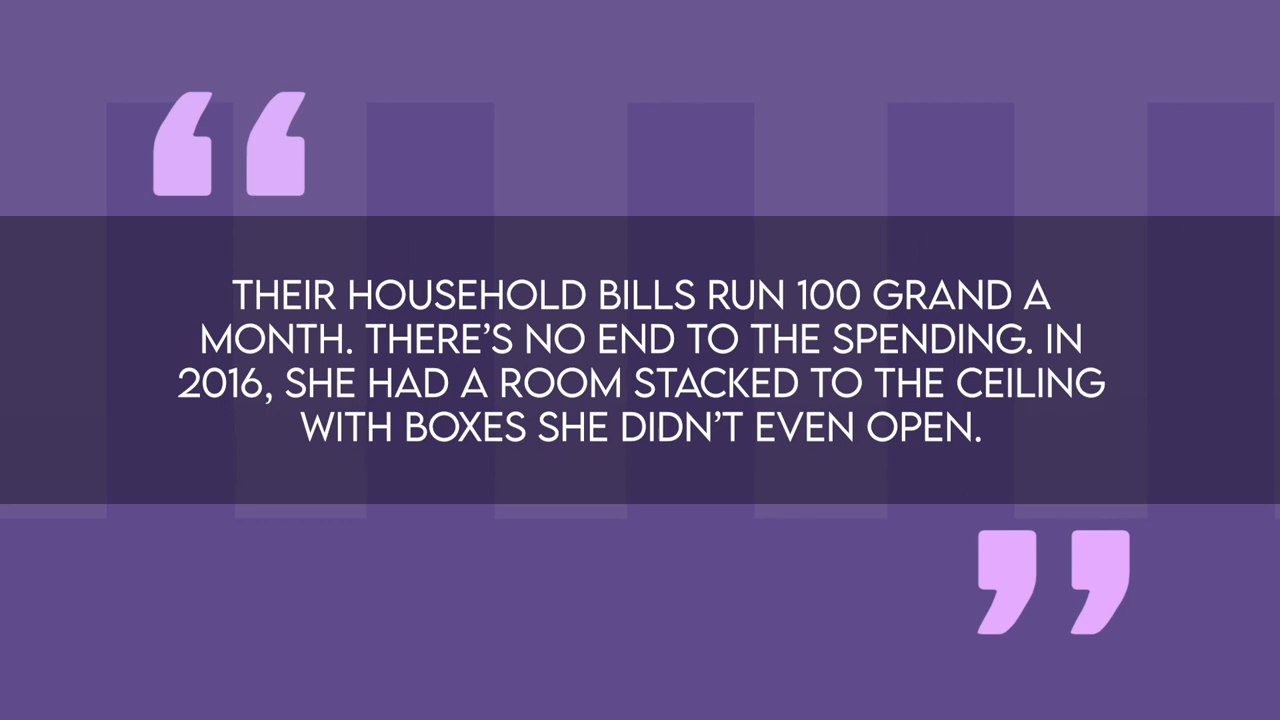 “
THEIR HOUSEHOLD BILLS RUN 100 GRAND A
MONTH. THERE’S NO END TO THE SPENDING. IN
2016, SHE HAD A ROOM STACKED TO THE CEILING
WITH BOXES SHE DIDN’T EVEN OPEN.
”